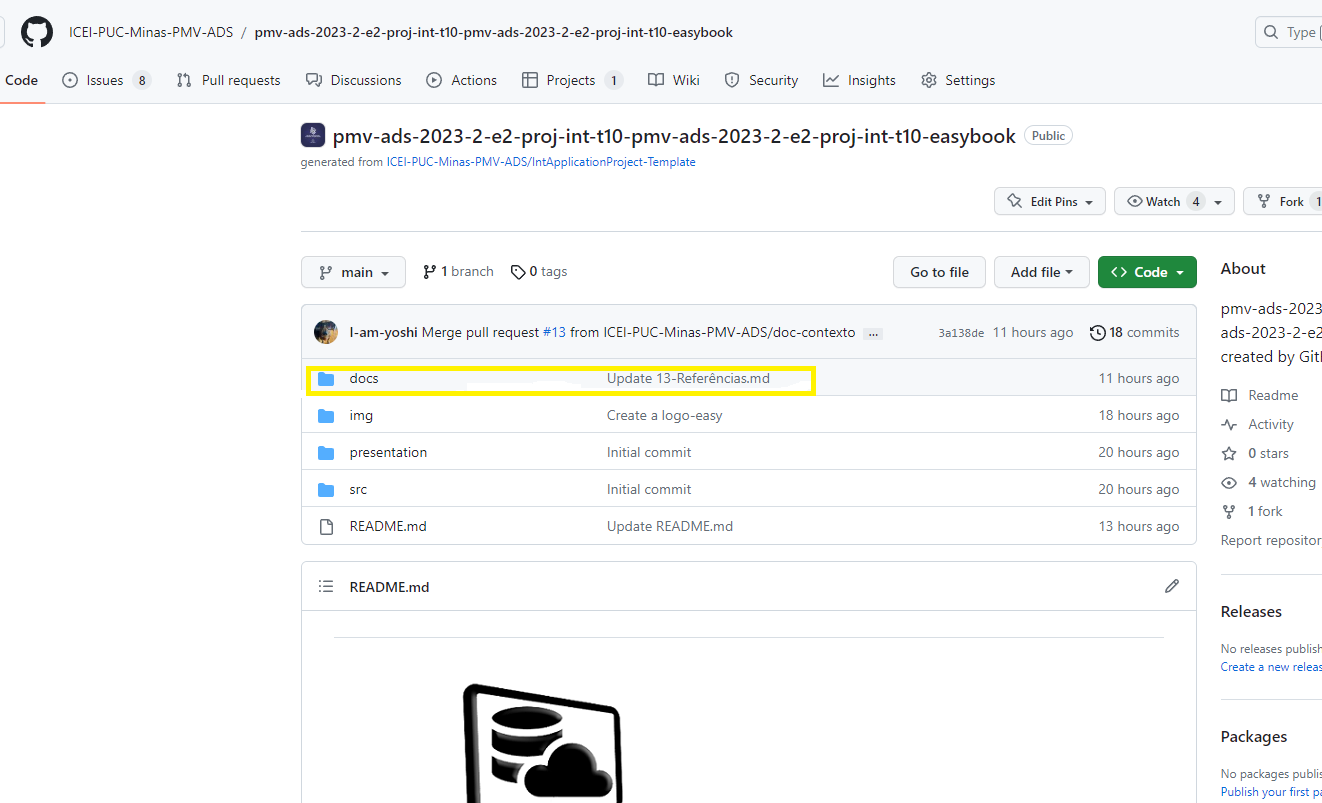 ICEI-PUC-Minas-PMV-ADS / pmv-ads-2023-2-e2-proj-int-t10-pmv-ads-2023-2-e2-proj-int-t10-easybook
Type
Code Issues 8 Pull requests Discussions Actions Projects 1 Wiki Security Insights Settings
pmv-ads-2023-2-e2-proj-int-t10-pmv-ads-2023-2-e2-proj-int-t10-easybook Public
generated from ICEI-PUC-Minas-PMV-ADS/IntApplicationProject-Template
Edit Pins Watch 4 Fork 1
main 1 branch 0 tags Go to file Add file <> Code
I-am-yoshi Merge pull request #13 from ICEI-PUC-Minas-PMV-ADS/doc-contexto ... 3a138de 11 hours ago 18 commits
docs Update 13-Referências.md 11 hours ago
img Create a logo-easy 18 hours ago
presentation Initial commit 20 hours ago
src Initial commit 20 hours ago
README.md Update README.md 13 hours ago
README.md
About
pmv-ads-2023
ads-2023-2-e2
created by Git
Readme
Activity
0 stars
4 watching
1 fork
Report repositor
Releases
No releases publish
Create a new releas
Packages
No packages publis
Publish your first pa